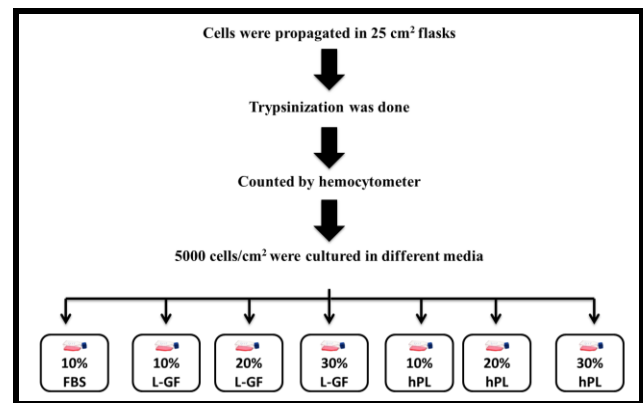 Cells were propagated in 25 cm² flasks
Trypsinization was done
Counted by hemocytometer
5000 cells/cm² were cultured in different media
10%
FBS
10%
L-GF
20%
L-GF
30%
L-GF
10%
hPL
20%
hPL
30%
hPL